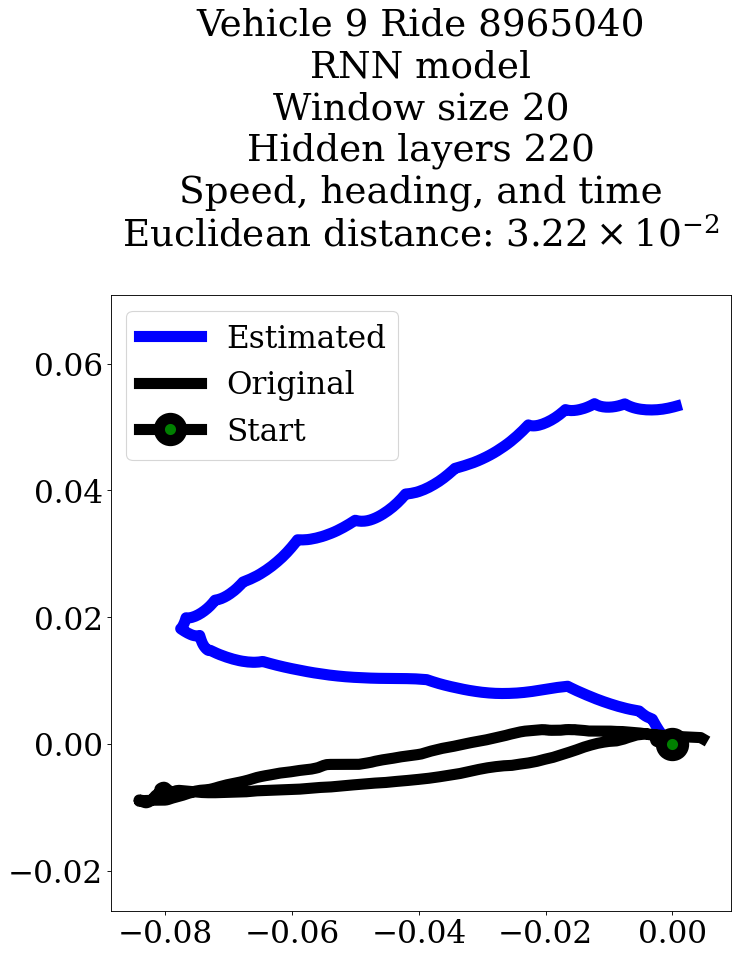 Vehicle 9 Ride 8965040
RNN model
Window size 20
Hidden layers 220
Speed, heading, and time
Euclidean distance: 3.22 × 10⁻²
Estimated
Original
Start
0.06
0.04
0.02
0.00
−0.02
−0.08
−0.06
−0.04
−0.02
0.00